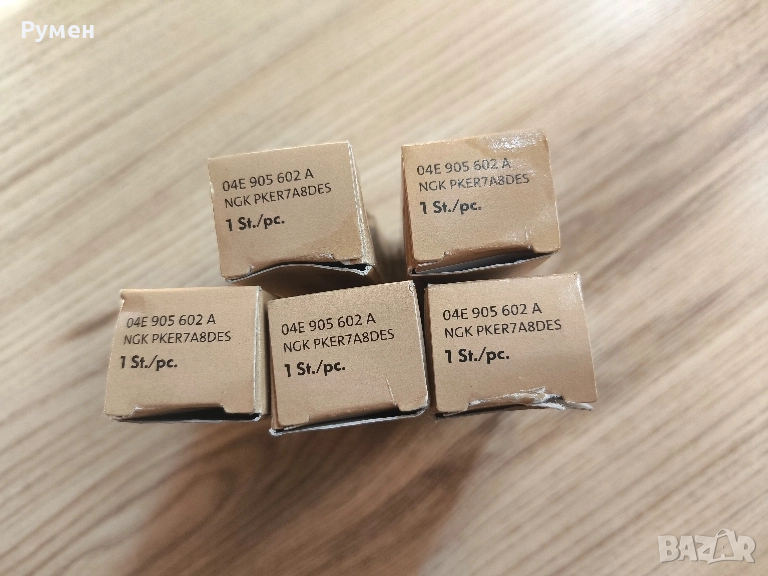 Румен
04E 905 602 A
NGK PKER7A8DES
1 St./pc.
04E 905 602 A
NGK PKER7A8DES
1 St./pc.
04E 905 602 A
NGK PKER7A8DES
1 St./pc.
04E 905 602 A
NGK PKER7A8DES
1 St./pc.
04E 905 602 A
NGK PKER7A8DES
1 St./pc.
BAZAR